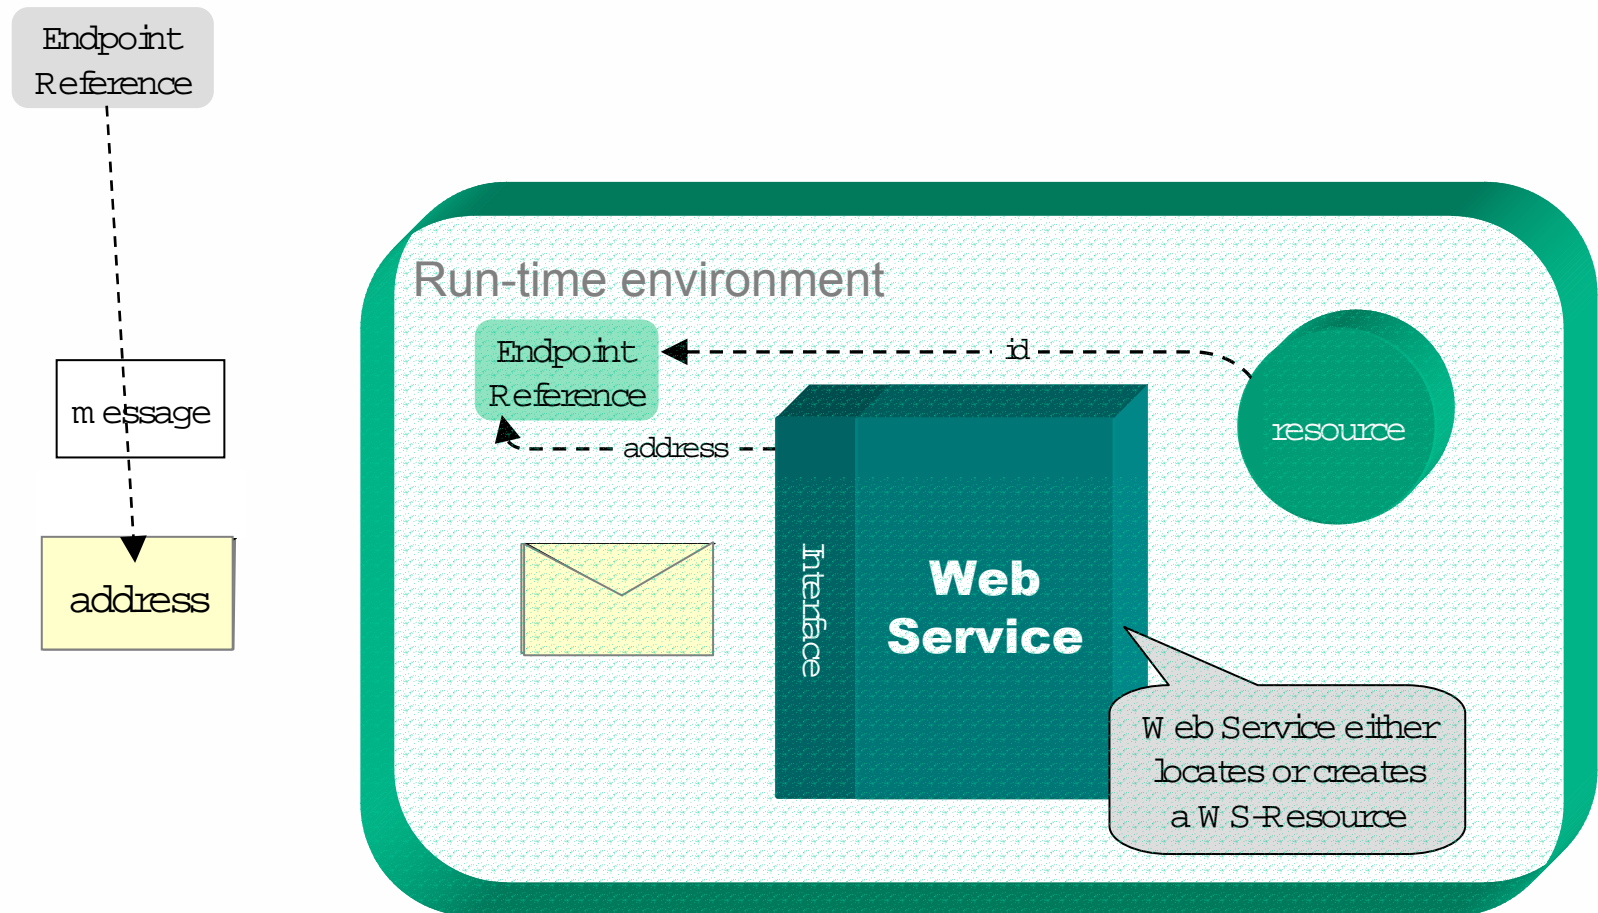 Endpoint
Reference
message
address
Run-time environment
Endpoint
Reference
id
address
resource
Interface
Web
Service
Web Service either
locates or creates
a WS-Resource